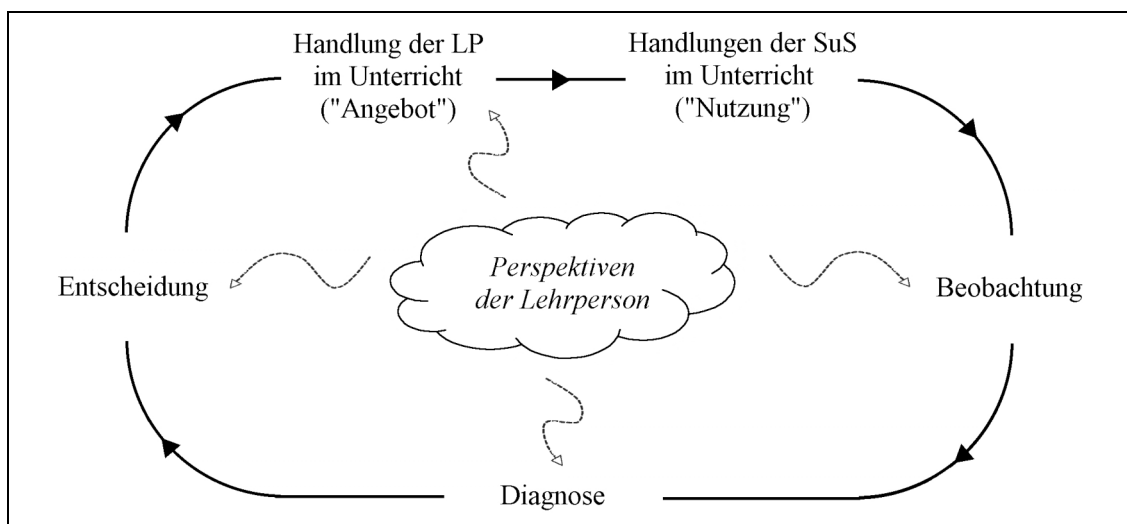 Handlung der LP
im Unterricht
("Angebot")
Handlungen der SuS
im Unterricht
("Nutzung")
Entscheidung
Perspektiven
der Lehrperson
Beobachtung
Diagnose